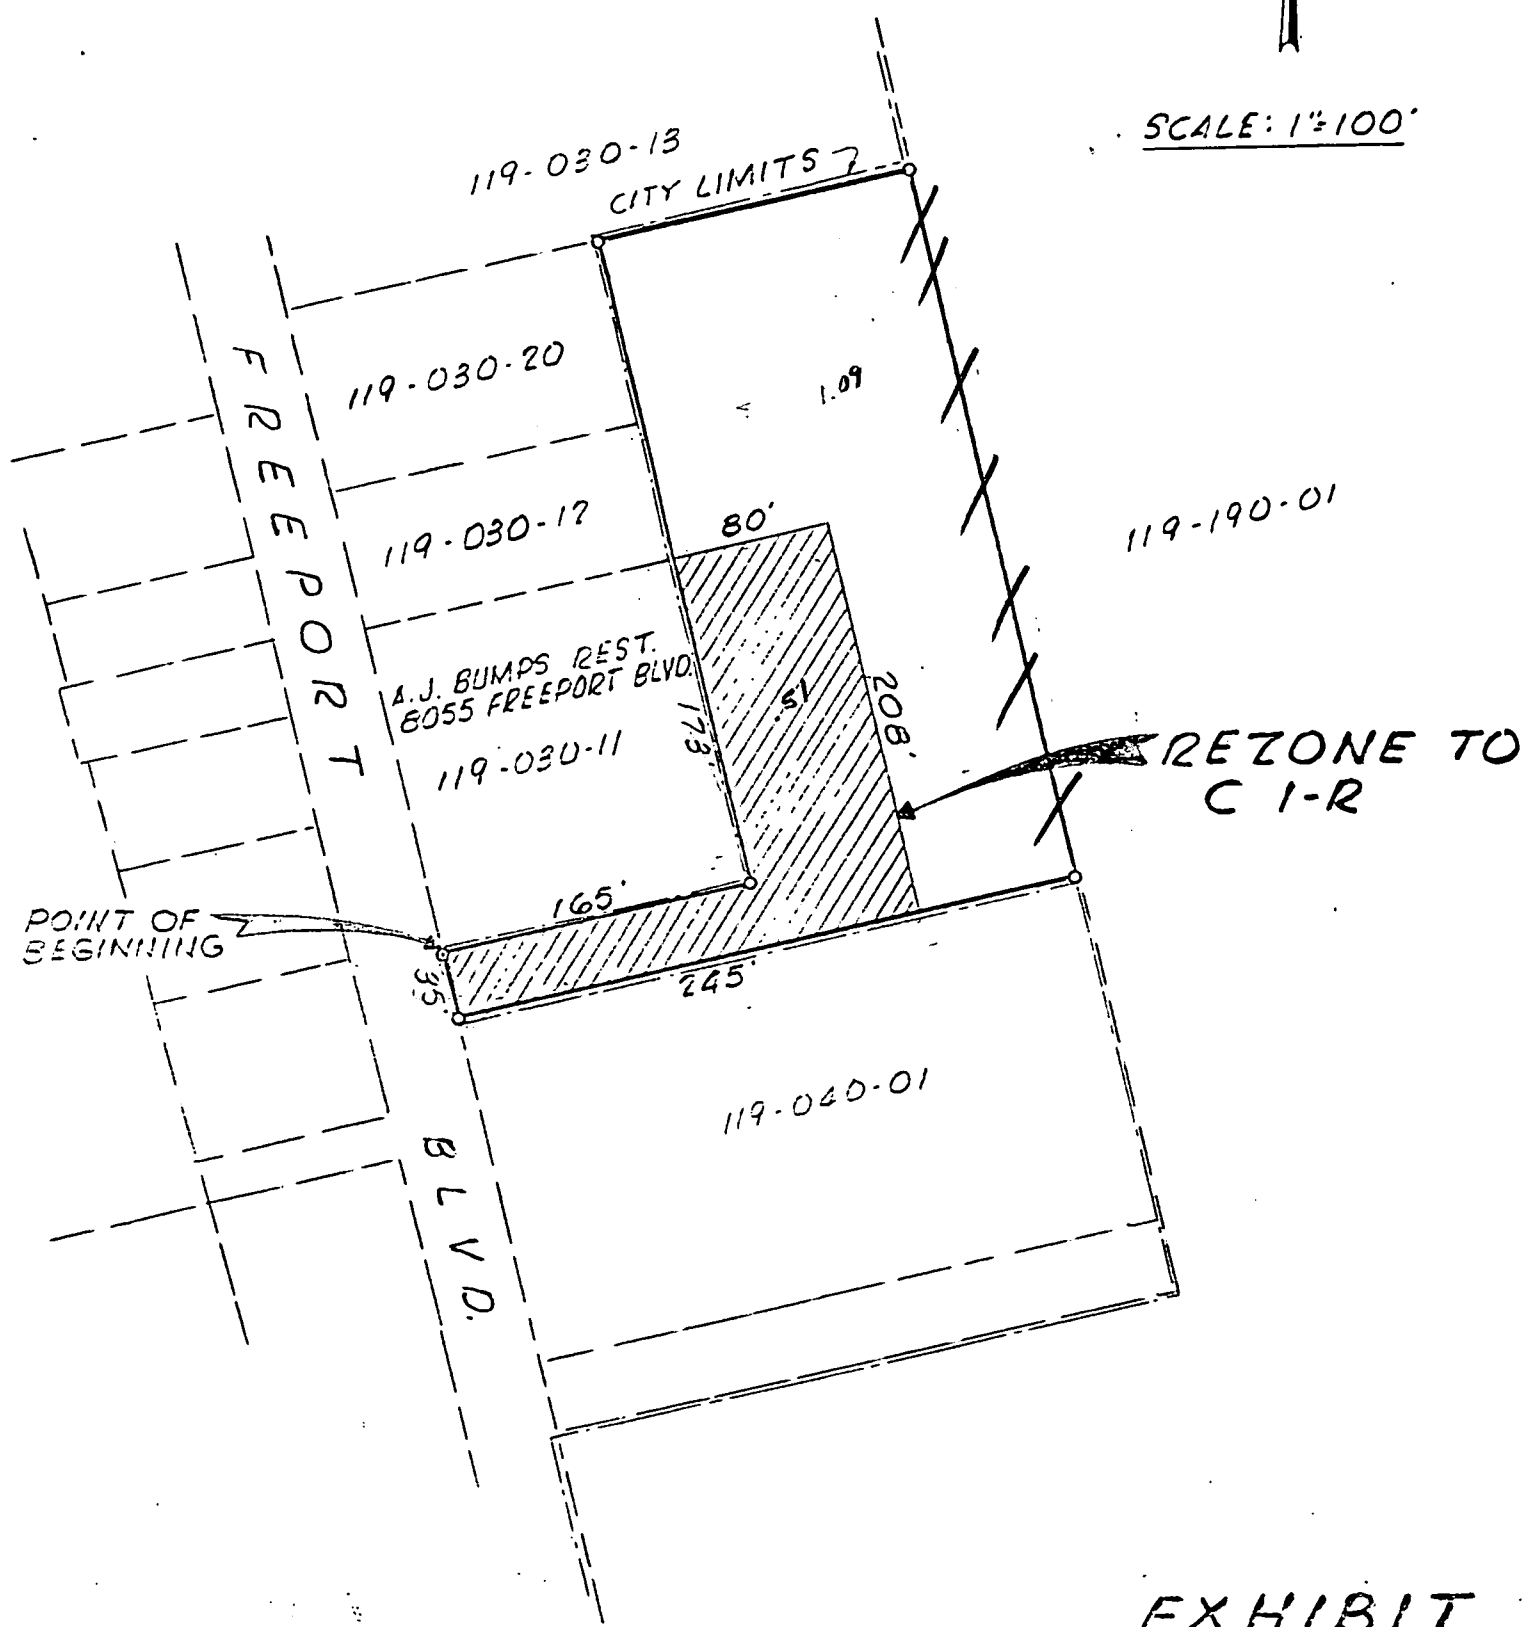 SCALE: 1"=100'
119-030-13
CITY LIMITS
FREEPORT
119-030-20
1.09
119-030-17
80'
119-190-01
A.J. BUMPS REST.
8055 FREEPORT BLVD.
119-030-11
173'
.51
208'
REZONE TO
C 1-R
165'
POINT OF
BEGINNING
35'
245'
119-040-01
BLVD.
EXHIBIT